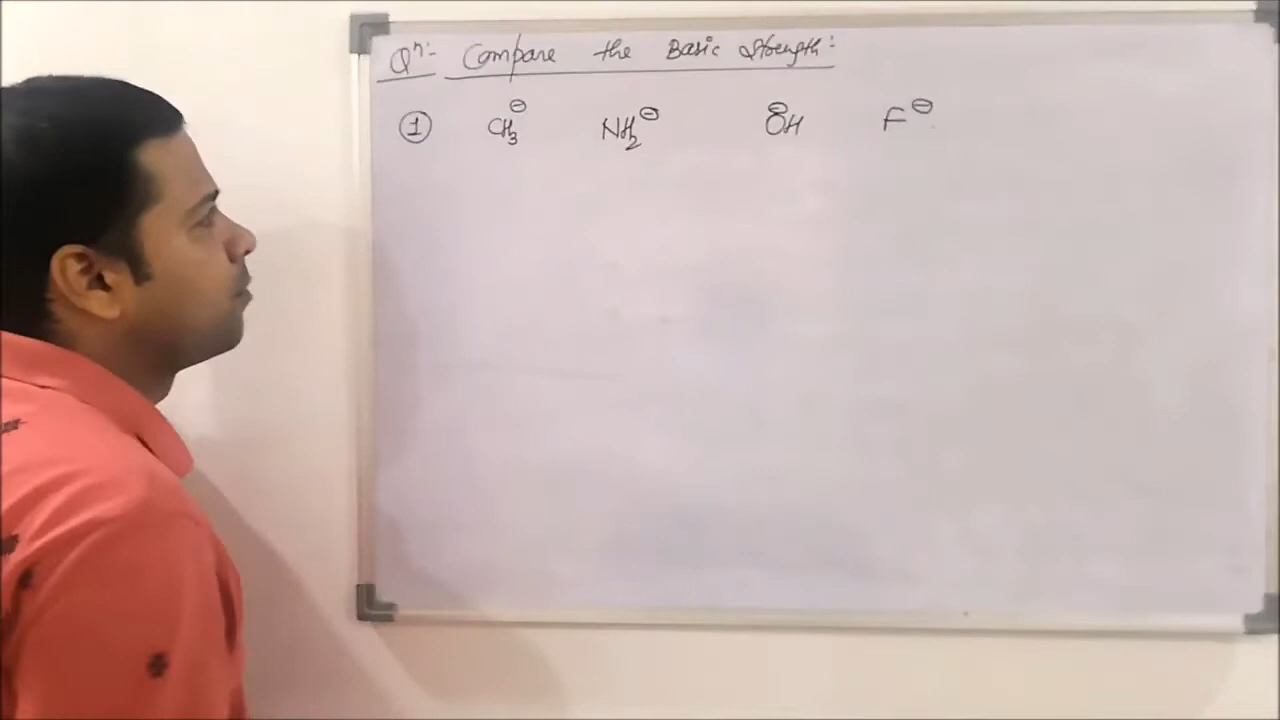 Qⁿ:- Compare the Basic Strength:-
① CH₃⊖ NH₂⊖ ⊖OH F⊖